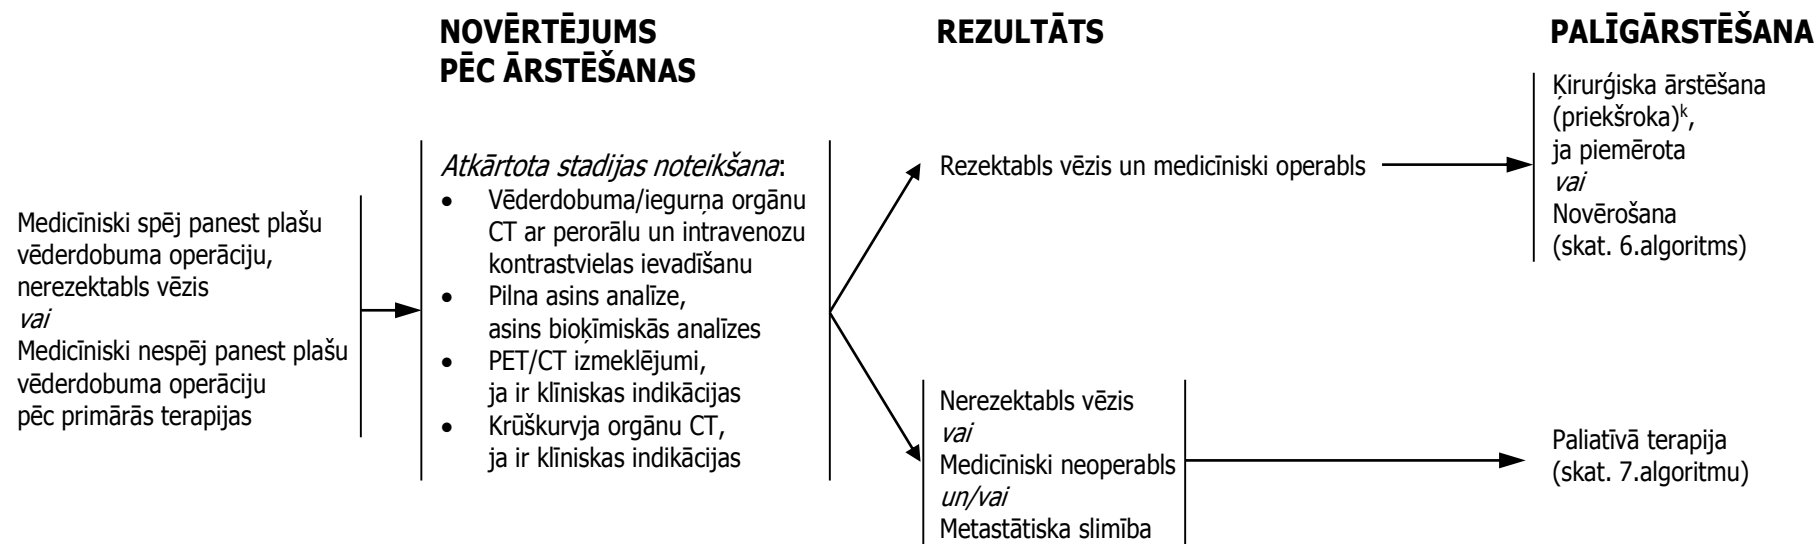 NOVĒRTĒJUMS
PĒC ĀRSTĒŠANAS
REZULTĀTS
PALĪGĀRSTĒŠANA
Medicīniski spēj panest plašu
vēderdobuma operāciju,
nerezektabls vēzis
vai
Medicīniski nespēj panest plašu
vēderdobuma operāciju
pēc primārās terapijas
Atkārtota stadijas noteikšana:
• Vēderdobuma/iegurņa orgānu
CT ar perorālu un intravenozu
kontrastvielas ievadīšanu
• Pilna asins analīze,
asins bioķīmiskās analīzes
• PET/CT izmeklējumi,
ja ir klīniskas indikācijas
• Krūškurvja orgānu CT,
ja ir klīniskas indikācijas
Rezektabls vēzis un medicīniski operabls
Ķirurģiska ārstēšana
(priekšroka)k,
ja piemērota
vai
Novērošana
(skat. 6.algoritms)
Nerezektabls vēzis
vai
Medicīniski neoperabls
un/vai
Metastātiska slimība
Paliatīvā terapija
(skat. 7.algoritmu)